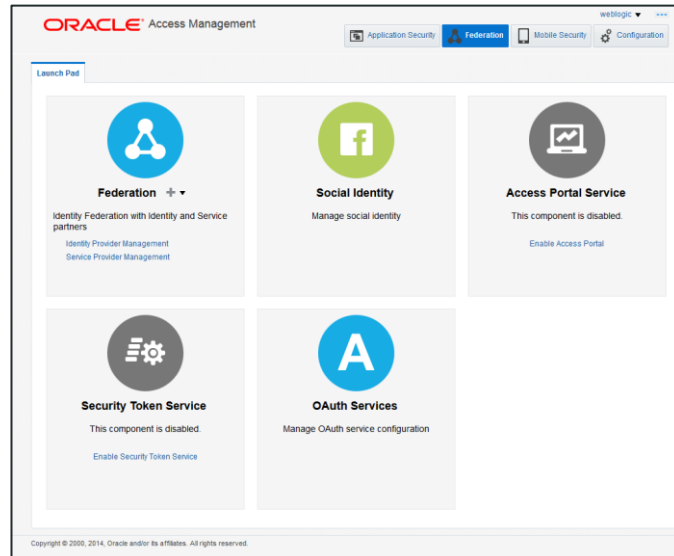 weblogic
ORACLE® Access Management
Application Security
Federation
Mobile Security
Configuration
Launch Pad
Federation
Identity Federation with Identity and Service
partners
Identity Provider Management
Service Provider Management
Social Identity
Manage social identity
Access Portal Service
This component is disabled.
Enable Access Portal
Security Token Service
This component is disabled.
Enable Security Token Service
A
OAuth Services
Manage OAuth service configuration
Copyright © 2000, 2014, Oracle and/or its affiliates. All rights reserved.